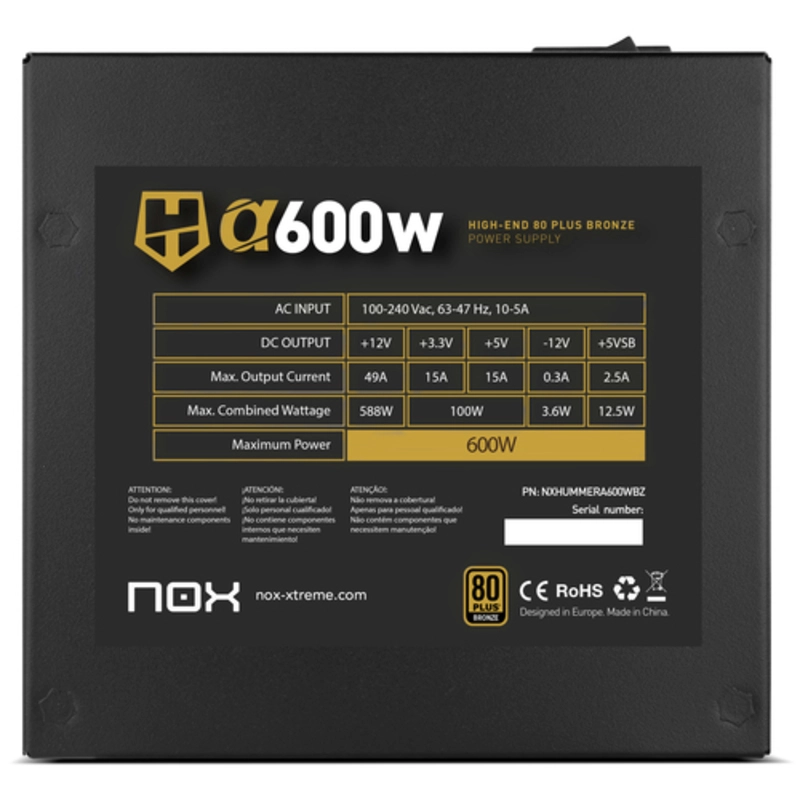 α600w
HIGH-END 80 PLUS BRONZE
POWER SUPPLY
AC INPUT 100-240 Vac, 63-47 Hz, 10-5A
DC OUTPUT +12V +3.3V +5V -12V +5VSB
Max. Output Current 49A 15A 15A 0.3A 2.5A
Max. Combined Wattage 588W 100W 3.6W 12.5W
Maximum Power 600W
ATTENTION!:
Do not remove this cover!
Only for qualified personnel!
No maintenance components
inside!
¡ATENCIÓN!:
¡No retirar la cubierta!
¡Solo personal cualificado!
¡No contiene componentes
internos que necesiten
mantenimiento!
ATENÇÃO!:
Não remova a cobertura!
Apenas para pessoal qualificado!
Não contém componentes que
necessitem manutenção!
PN: NXHUMMERA600WBZ
Serial number:
nox nox-xtreme.com
80
PLUS
BRONZE
CE RoHS
Designed in Europe. Made in China.